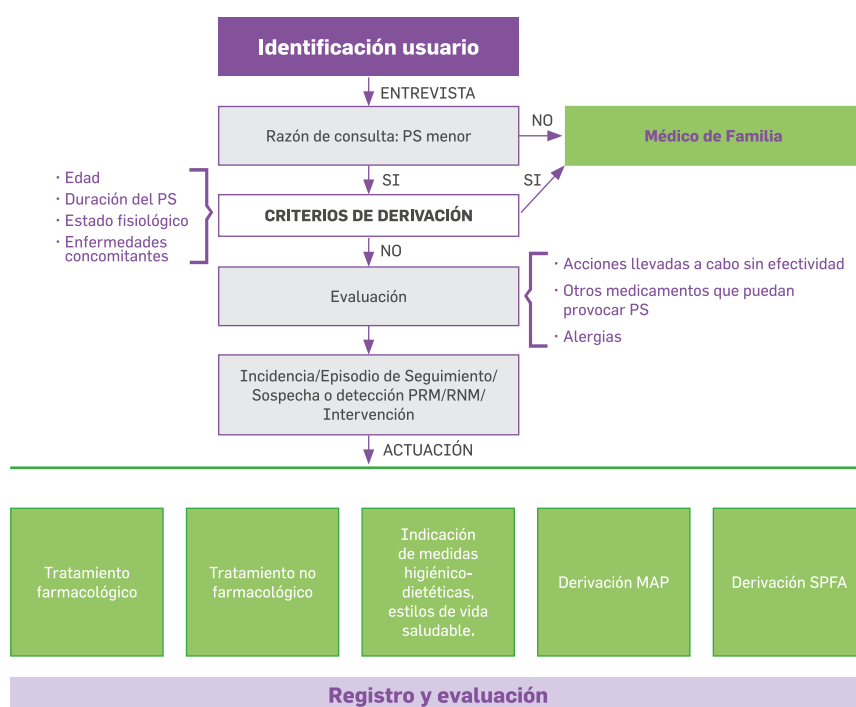 Identificación usuario
ENTREVISTA
Razón de consulta: PS menor
NO
Médico de Familia
SI
SI
· Edad
· Duración del PS
· Estado fisiológico
· Enfermedades
concomitantes
CRITERIOS DE DERIVACIÓN
NO
Evaluación
· Acciones llevadas a cabo sin efectividad
· Otros medicamentos que puedan
provocar PS
· Alergias
Incidencia/Episodio de Seguimiento/
Sospecha o detección PRM/RNM/
Intervención
ACTUACIÓN
Tratamiento
farmacológico
Tratamiento no
farmacológico
Indicación
de medidas
higiénico-
dietéticas,
estilos de vida
saludable.
Derivación MAP
Derivación SPFA
Registro y evaluación